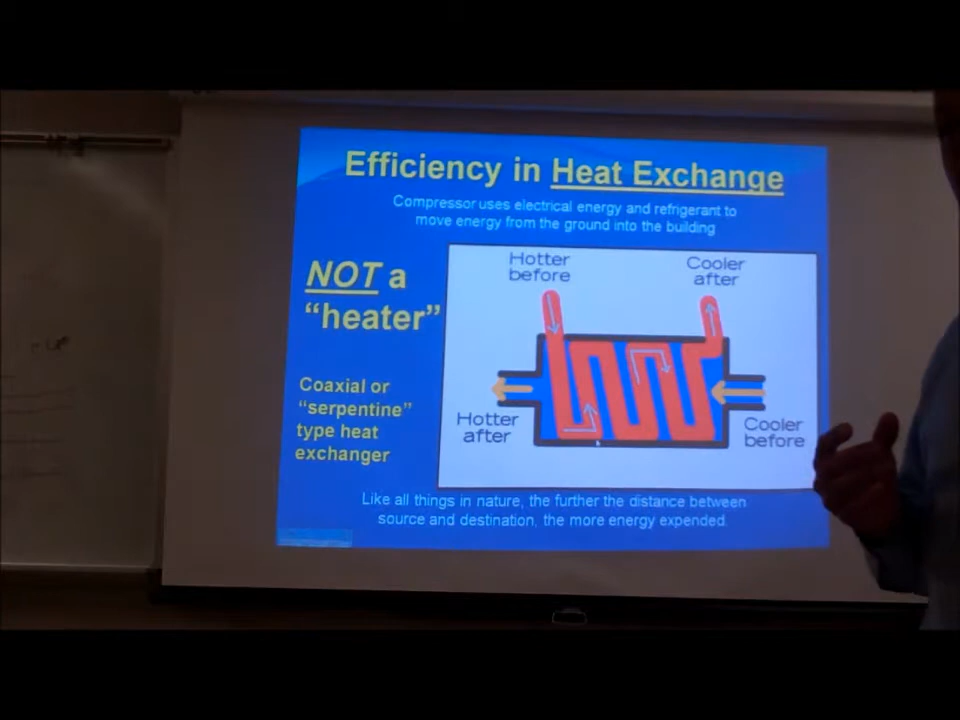 Efficiency in Heat Exchange
Compressor uses electrical energy and refrigerant to
move energy from the ground into the building
NOT a
“heater”
Coaxial or
“serpentine”
type heat
exchanger
Hotter
before
Cooler
after
Hotter
after
Cooler
before
Like all things in nature, the further the distance between
source and destination, the more energy expended.